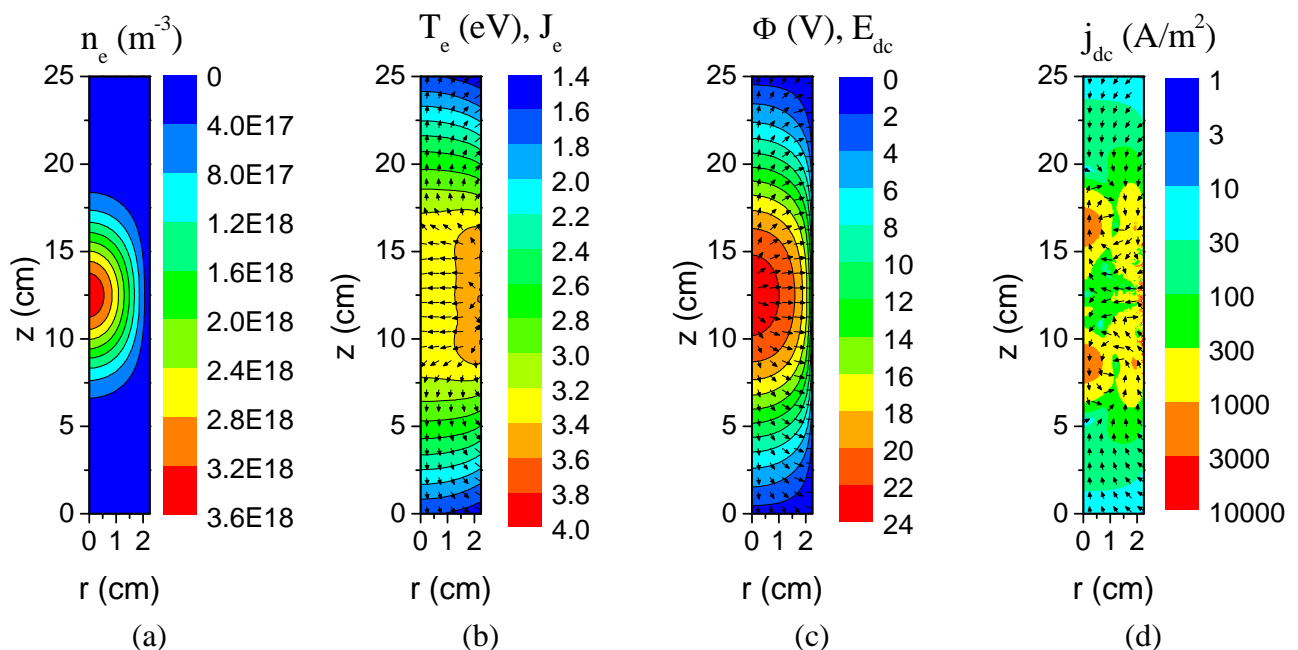 n_e (m^-3)
25
20
15
10
5
0
z (cm)
0 1 2
r (cm)
0
4.0E17
8.0E17
1.2E18
1.6E18
2.0E18
2.4E18
2.8E18
3.2E18
3.6E18
(a)
T_e (eV), J_e
25
20
15
10
5
0
z (cm)
0 1 2
r (cm)
1.4
1.6
1.8
2.0
2.2
2.4
2.6
2.8
3.0
3.2
3.4
3.6
3.8
4.0
(b)
Φ (V), E_dc
25
20
15
10
5
0
z (cm)
0 1 2
r (cm)
0
2
4
6
8
10
12
14
16
18
20
22
24
(c)
j_dc (A/m^2)
25
20
15
10
5
0
z (cm)
0 1 2
r (cm)
1
3
10
30
100
300
1000
3000
10000
(d)